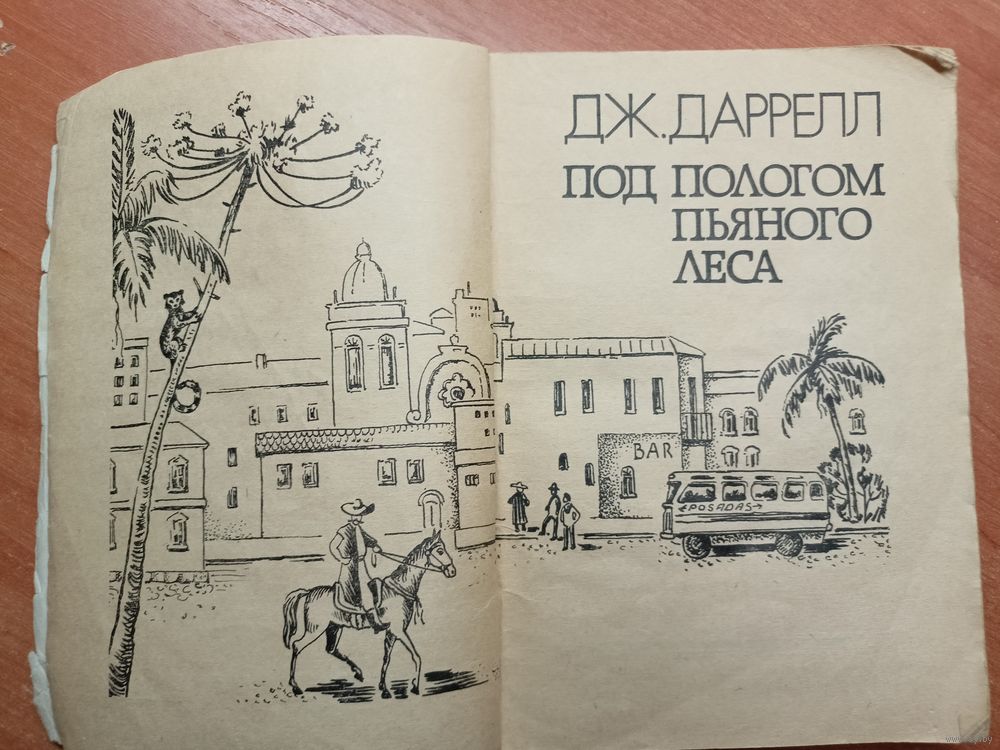 ДЖ. ДАРРЕЛЛ
ПОД ПОЛОГОМ
ПЬЯНОГО
ЛЕСА
BAR
←POSADAS→